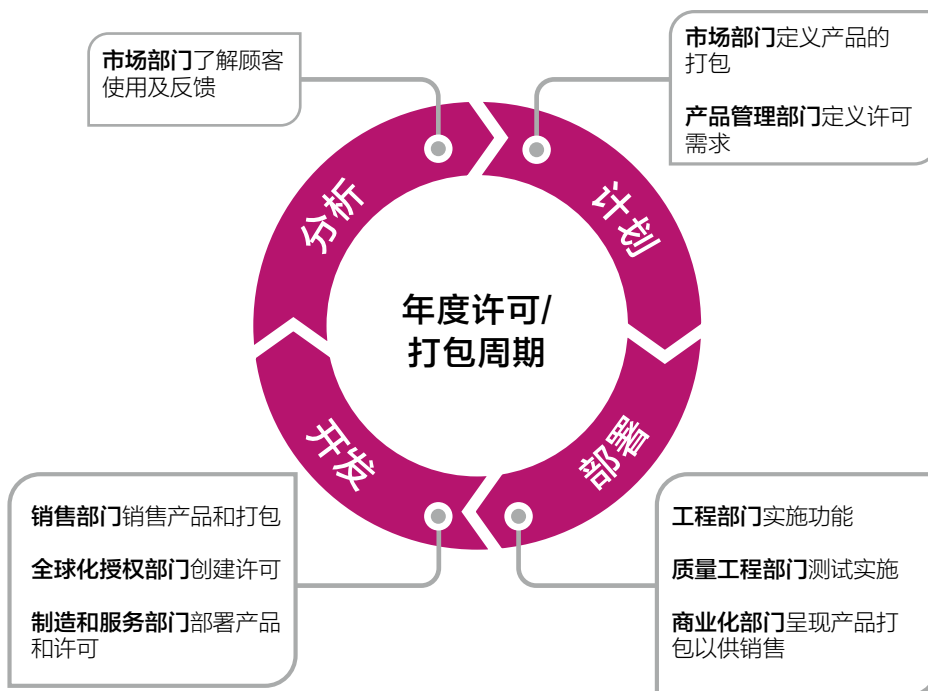 市场部门了解顾客
使用及反馈
市场部门定义产品的
打包
产品管理部门定义许可
需求
分析
计划
年度许可/
打包周期
开发
部署
销售部门销售产品和打包
全球化授权部门创建许可
制造和服务部门部署产品
和许可
工程部门实施功能
质量工程部门测试实施
商业化部门呈现产品打
包以供销售